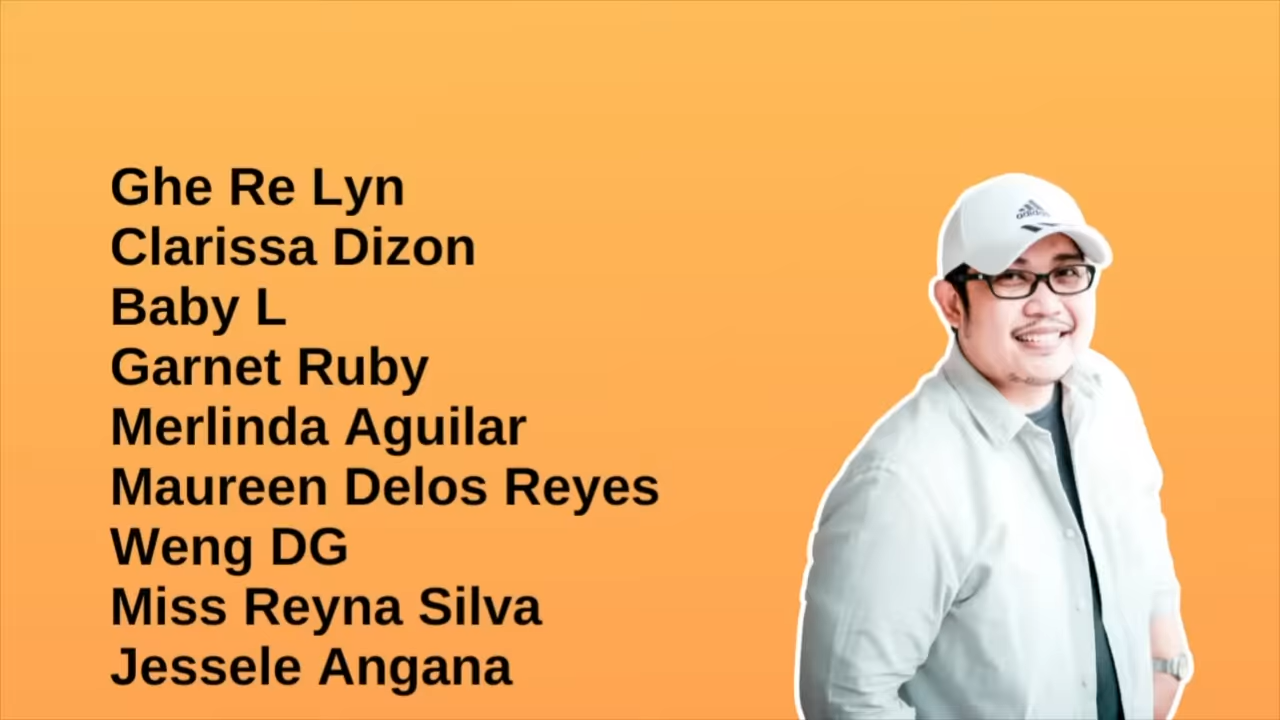 Ghe Re Lyn
Clarissa Dizon
Baby L
Garnet Ruby
Merlinda Aguilar
Maureen Delos Reyes
Weng DG
Miss Reyna Silva
Jessele Angana
adidas